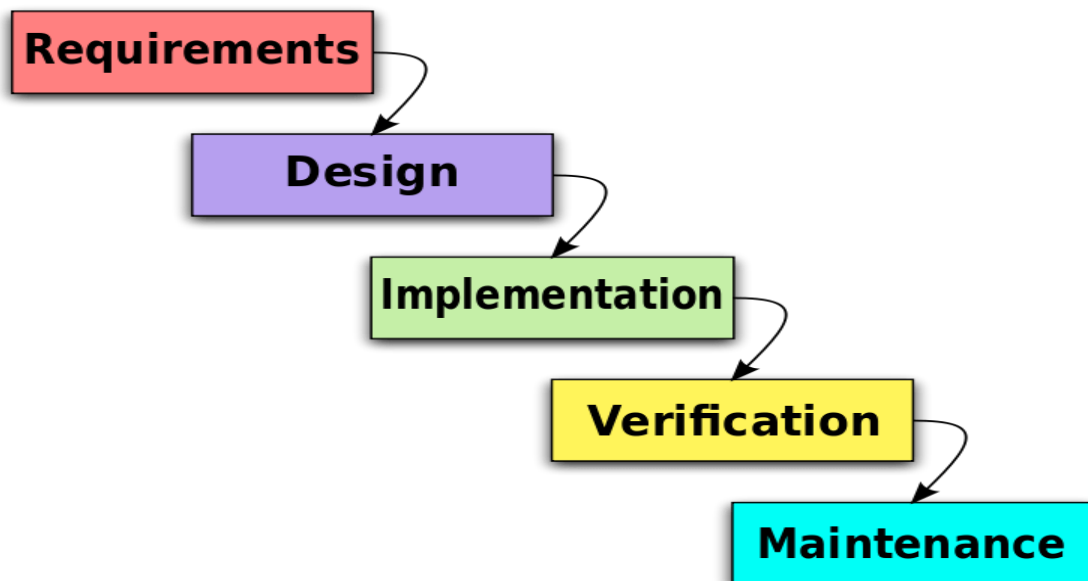 Requirements
Design
Implementation
Verification
Maintenance